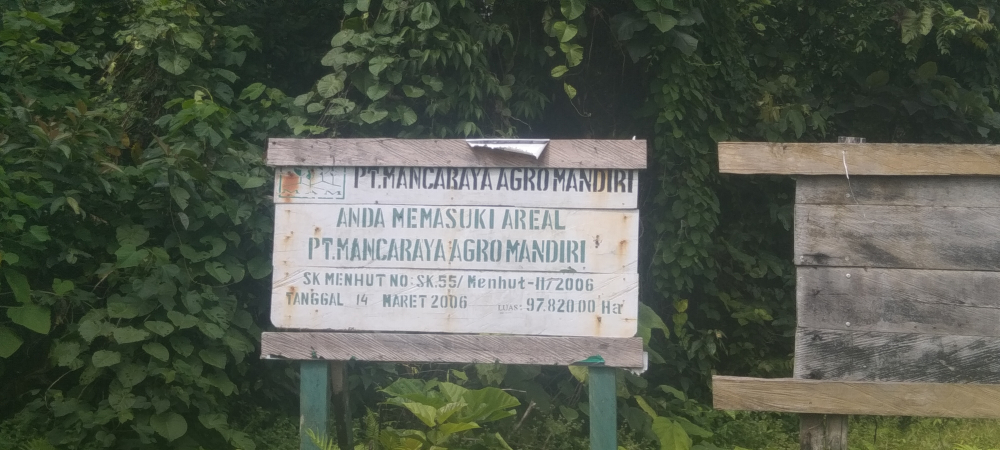 PT.MANCARAYA AGRO MANDIRI
ANDA MEMASUKI AREAL
PT.MANCARAYA AGRO MANDIRI
SK MENHUT NO: SK.55/ Menhut-II/2006
TANGGAL 14 MARET 2006 LUAS: 97.820.00 Ha